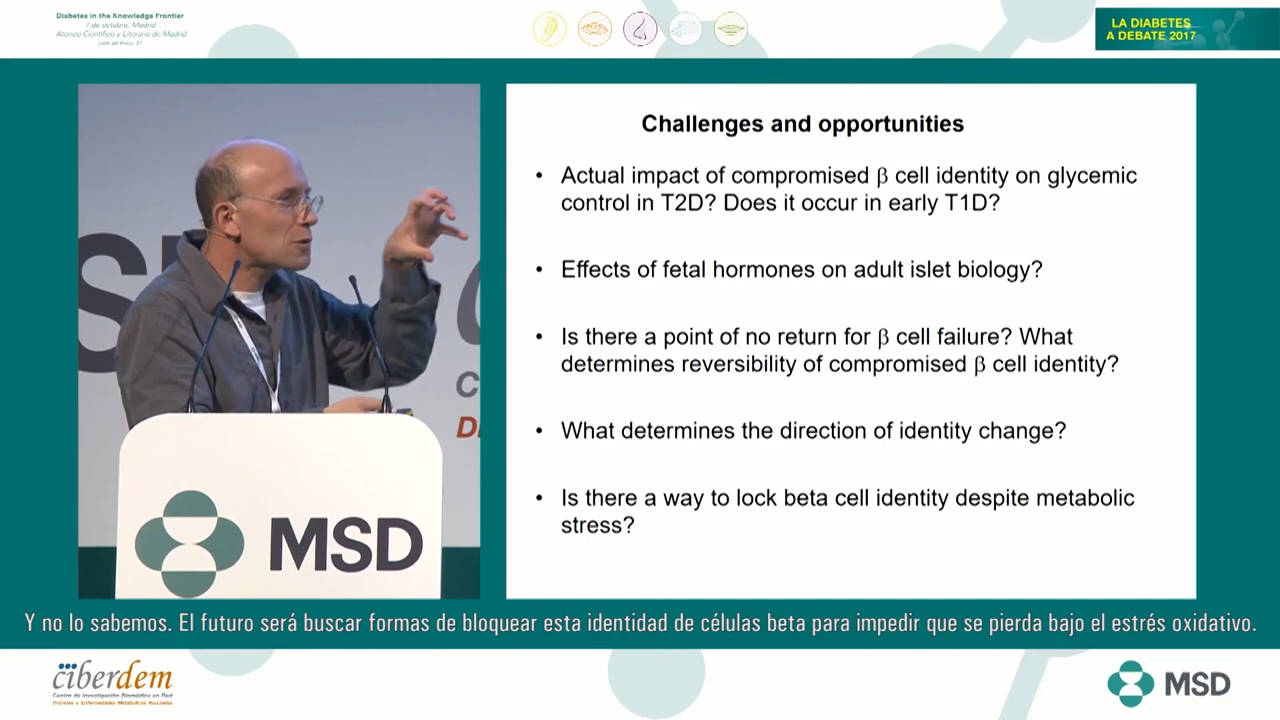 Diabetes in the Knowledge Frontier
7 de octubre, Madrid
Ateneo Científico y Literario de Madrid
Calle del Prado, 21
LA DIABETES
A DEBATE 2017
Challenges and opportunities
• Actual impact of compromised β cell identity on glycemic
control in T2D? Does it occur in early T1D?
• Effects of fetal hormones on adult islet biology?
• Is there a point of no return for β cell failure? What
determines reversibility of compromised β cell identity?
• What determines the direction of identity change?
• Is there a way to lock beta cell identity despite metabolic
stress?
MSD
Y no lo sabemos. El futuro será buscar formas de bloquear esta identidad de células beta para impedir que se pierda bajo el estrés oxidativo.
ciberdem
Centro de Investigación Biomédica en Red
Diabetes y Enfermedades Metabólicas Asociadas
MSD